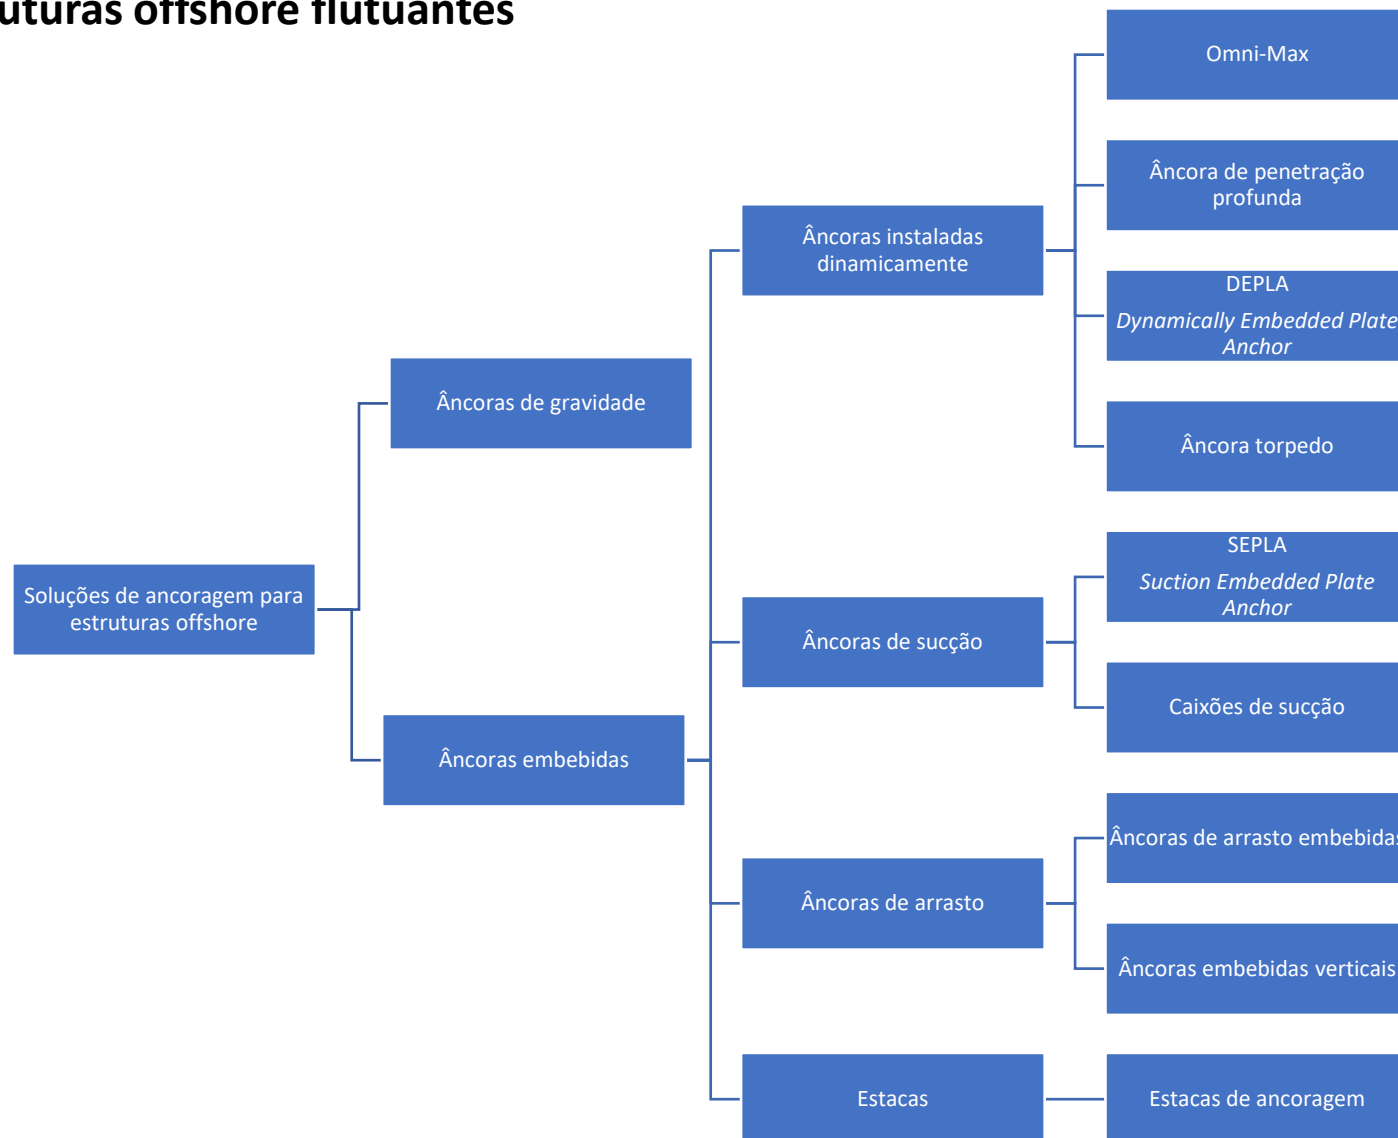 uturas offshore flutuantes
Omni-Max
Âncora de penetração
profunda
Âncoras instaladas
dinamicamente
DEPLA
Dynamically Embedded Plate
Anchor
Âncoras de gravidade
Âncora torpedo
SEPLA
Suction Embedded Plate
Anchor
Soluções de ancoragem para
estruturas offshore
Âncoras de sucção
Caixões de sucção
Âncoras embebidas
Âncoras de arrasto embebidas
Âncoras de arrasto
Âncoras embebidas verticais
Estacas
Estacas de ancoragem